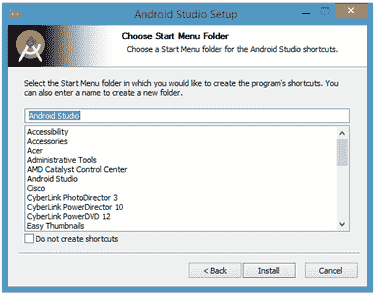 Android Studio Setup
Choose Start Menu Folder
Choose a Start Menu folder for the Android Studio shortcuts.
Select the Start Menu folder in which you would like to create the program's shortcuts. You
can also enter a name to create a new folder.
Android Studio
Accessibility
Accessories
Acer
Administrative Tools
AMD Catalyst Control Center
Android Studio
Cisco
CyberLink PhotoDirector 3
CyberLink PowerDirector 10
CyberLink PowerDVD 12
Easy Thumbnails
Do not create shortcuts
< Back
Install
Cancel